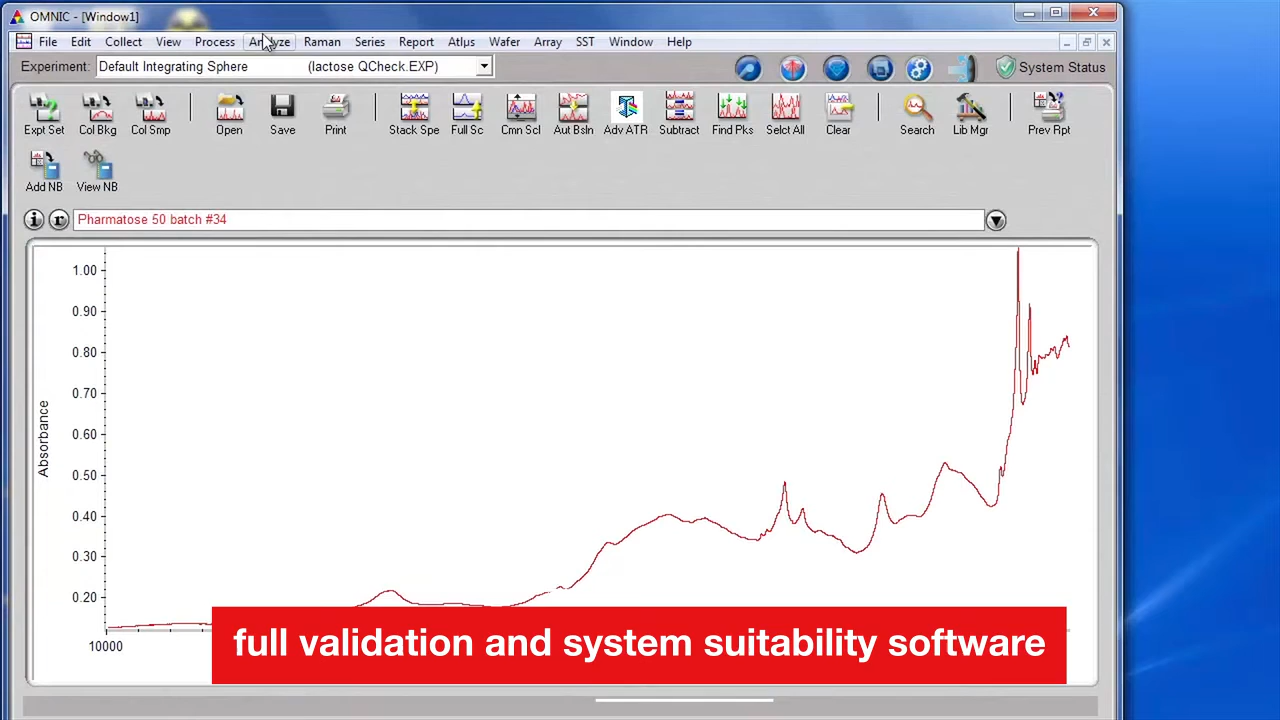 OMNIC - [Window1]
File Edit Collect View Process Analyze Raman Series Report Atlμs Wafer Array SST Window Help
Experiment: Default Integrating Sphere (lactose QCheck.EXP) System Status
Expt Set Col Bkg Col Smp Open Save Print Stack Spe Full Sc Cmn Scl Aut Bsln Adv ATR Subtract Find Pks Selct All Clear Search Lib Mgr Prev Rpt
Add NB View NB
Pharmatose 50 batch #34
1.00
0.90
0.80
0.70
0.60
0.50
0.40
0.30
0.20
Absorbance
10000
full validation and system suitability software